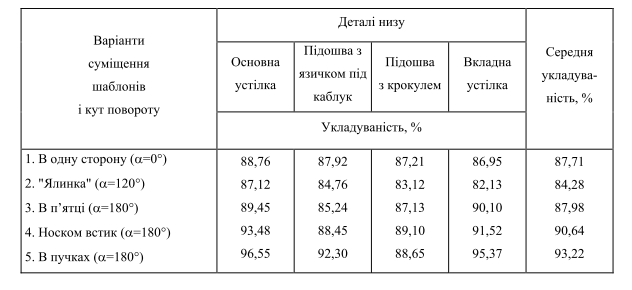 Варіанти
суміщення
шаблонів
і кут повороту
Деталі низу
Середня
укладува-
ність, %
Основна
устілка
Підошва з
язичком під
каблук
Підошва
з крокулем
Вкладна
устілка
Укладуваність, %
1. В одну сторону (α=0°) 88,76 87,92 87,21 86,95 87,71
2. "Ялинка" (α=120°) 87,12 84,76 83,12 82,13 84,28
3. В п’ятці (α=180°) 89,45 85,24 87,13 90,10 87,98
4. Носком встик (α=180°) 93,48 88,45 89,10 91,52 90,64
5. В пучках (α=180°) 96,55 92,30 88,65 95,37 93,22